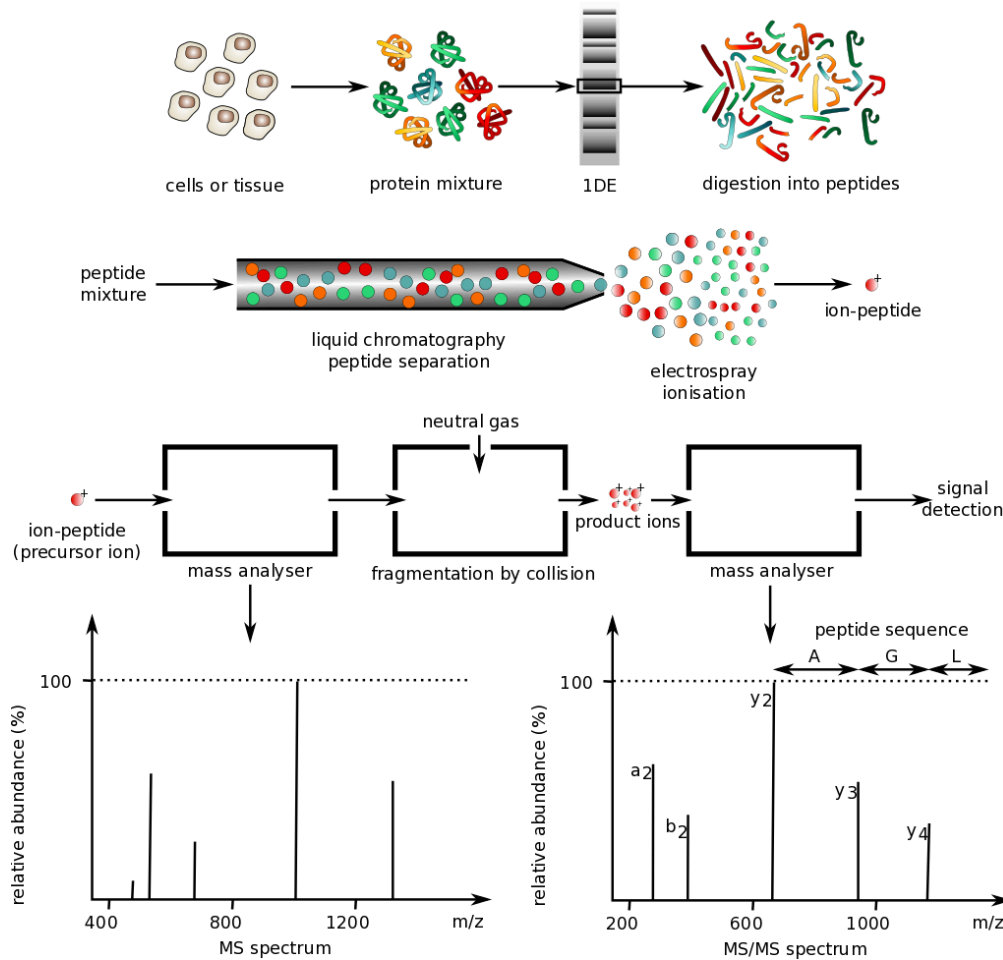 cells or tissue
protein mixture
1DE
digestion into peptides
peptide
mixture
liquid chromatography
peptide separation
electrospray
ionisation
+
ion-peptide
neutral gas
+
ion-peptide
(precursor ion)
mass analyser
fragmentation by collision
+ + +
+ + +
product ions
mass analyser
signal
detection
relative abundance (%)
100
400 800 1200 m/z
MS spectrum
peptide sequence
A G L
relative abundance (%)
100
a2
b2
y2
y3
y4
200 600 1000 m/z
MS/MS spectrum